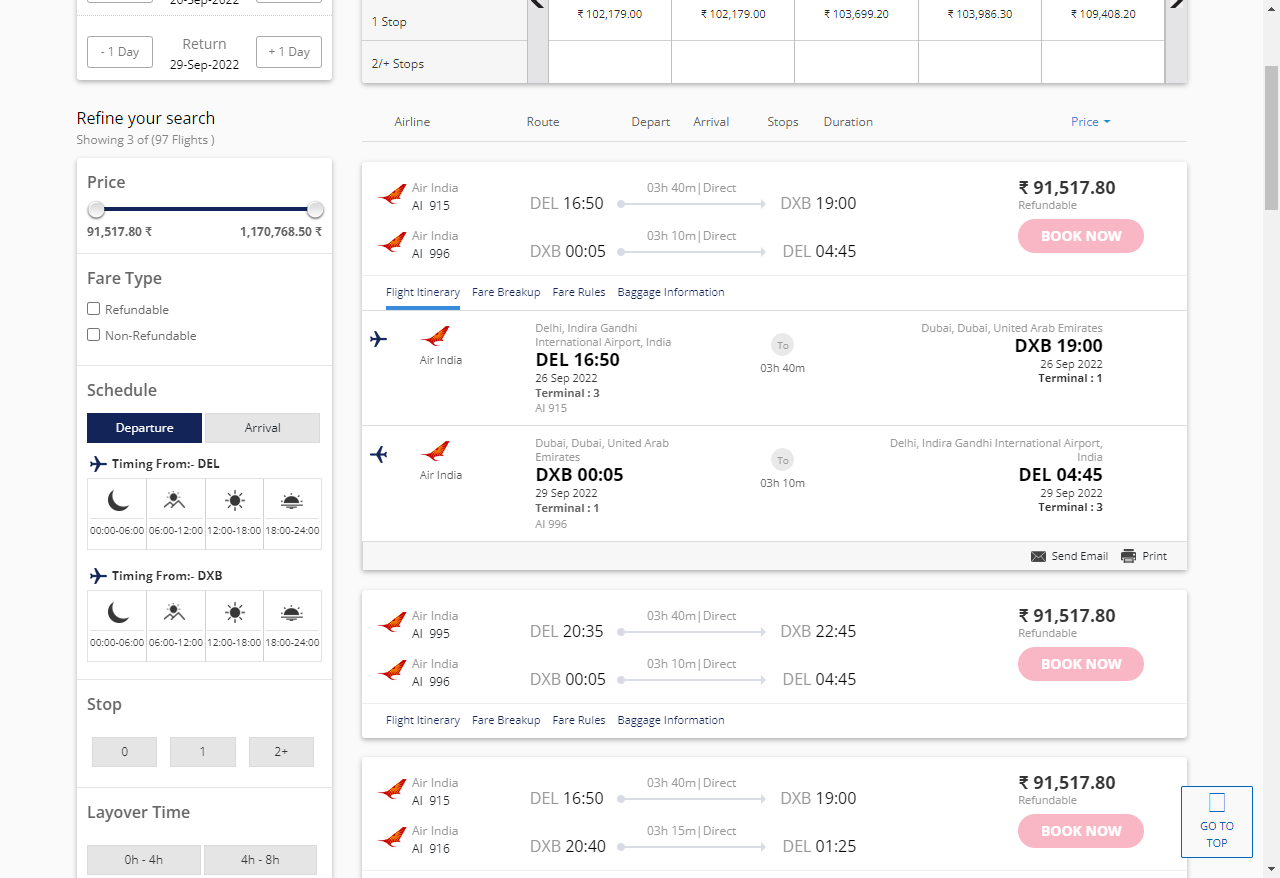 20-Sep-2022
- 1 Day
Return
29-Sep-2022
+ 1 Day
1 Stop
₹ 102,179.00
₹ 102,179.00
₹ 103,699.20
₹ 103,986.30
₹ 109,408.20
2/+ Stops
Refine your search
Showing 3 of (97 Flights )
Price
91,517.80 ₹
1,170,768.50 ₹
Fare Type
Refundable
Non-Refundable
Schedule
Departure
Arrival
Timing From:- DEL
00:00-06:00
06:00-12:00
12:00-18:00
18:00-24:00
Timing From:- DXB
00:00-06:00
06:00-12:00
12:00-18:00
18:00-24:00
Stop
0
1
2+
Layover Time
0h - 4h
4h - 8h
Airline
Route
Depart
Arrival
Stops
Duration
Price
Air India
AI 915
DEL 16:50
03h 40m|Direct
DXB 19:00
Air India
AI 996
DXB 00:05
03h 10m|Direct
DEL 04:45
₹ 91,517.80
Refundable
BOOK NOW
Flight Itinerary
Fare Breakup
Fare Rules
Baggage Information
Air India
Delhi, Indira Gandhi
International Airport, India
DEL 16:50
26 Sep 2022
Terminal : 3
AI 915
To
03h 40m
Dubai, Dubai, United Arab Emirates
DXB 19:00
26 Sep 2022
Terminal : 1
Air India
Dubai, Dubai, United Arab
Emirates
DXB 00:05
29 Sep 2022
Terminal : 1
AI 996
To
03h 10m
Delhi, Indira Gandhi International Airport,
India
DEL 04:45
29 Sep 2022
Terminal : 3
Send Email
Print
Air India
AI 995
DEL 20:35
03h 40m|Direct
DXB 22:45
Air India
AI 996
DXB 00:05
03h 10m|Direct
DEL 04:45
₹ 91,517.80
Refundable
BOOK NOW
Flight Itinerary
Fare Breakup
Fare Rules
Baggage Information
Air India
AI 915
DEL 16:50
03h 40m|Direct
DXB 19:00
Air India
AI 916
DXB 20:40
03h 15m|Direct
DEL 01:25
₹ 91,517.80
Refundable
BOOK NOW
GO TO
TOP